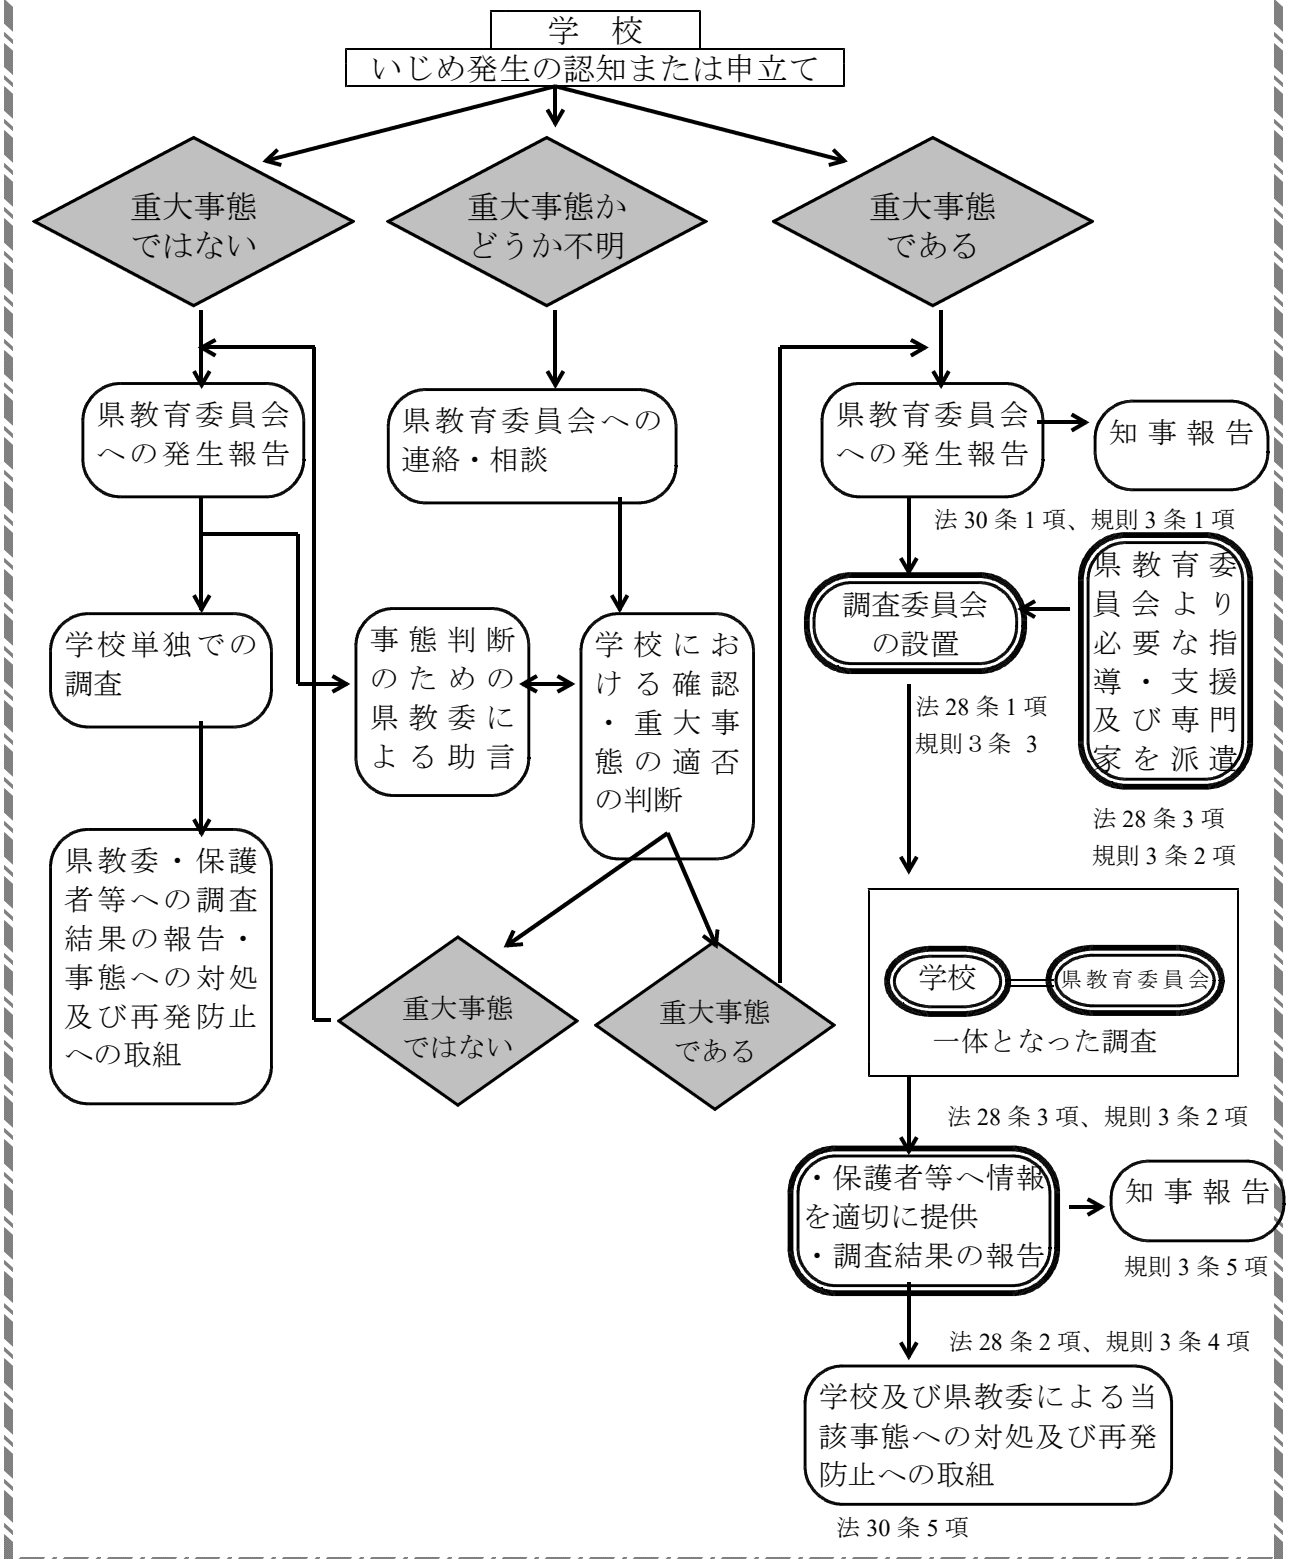 学　校
いじめ発生の認知または申立て
重大事態
ではない
重大事態か
どうか不明
重大事態
である
県教育委員会
への発生報告
県教育委員会への
連絡・相談
県教育委員会
への発生報告
知事報告
法 30 条 1 項、規則 3 条 1 項
調査委員会
の設置
県教育委
員会より
必要な指
導・支援
及び専門
家を派遣
学校単独での
調査
事態判断
のための
県教委に
よる助言
学校にお
ける確認
・重大事
態の適否
の判断
法 28 条 1 項
規則３条 3
法 28 条 3 項
規則 3 条 2 項
県教委・保護
者等への調査
結果の報告・
事態への対処
及び再発防止
への取組
重大事態
ではない
重大事態
である
学校
県教育委員会
一体となった調査
法 28 条 3 項、規則 3 条 2 項
・保護者等へ情報
を適切に提供
・調査結果の報告
知事報告
規則 3 条 5 項
法 28 条 2 項、規則 3 条 4 項
学校及び県教委による当
該事態への対処及び再発
防止への取組
法 30 条 5 項